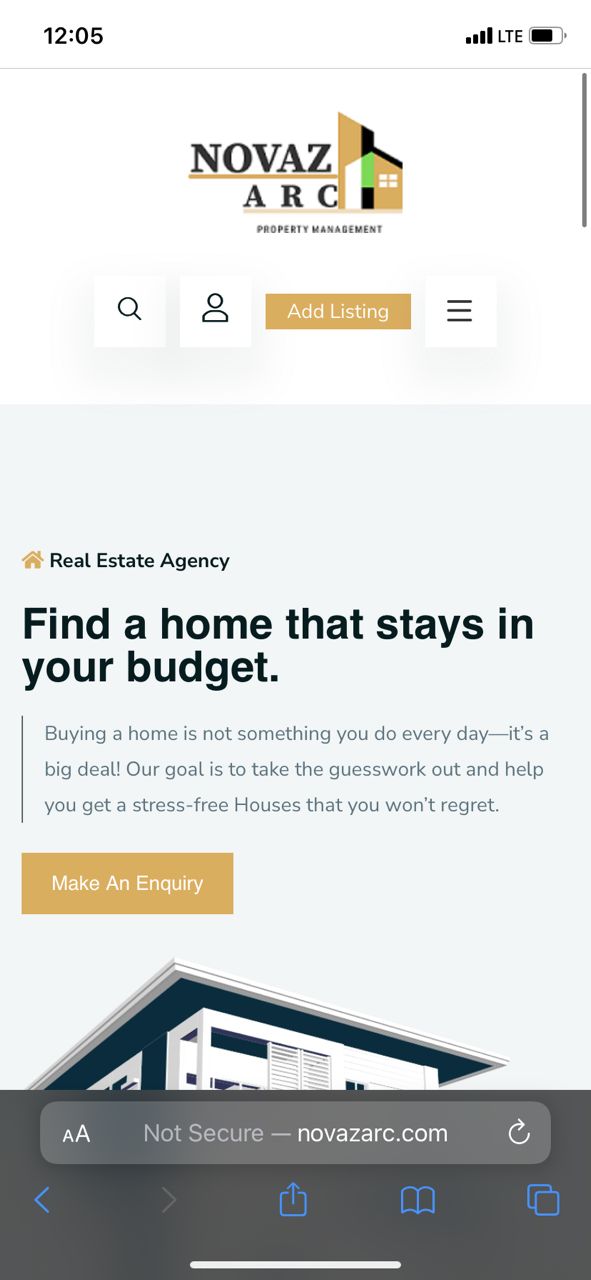 12:05
LTE
NOVAZ
ARC
PROPERTY MANAGEMENT
Add Listing
Real Estate Agency
Find a home that stays in
your budget.
Buying a home is not something you do every day—it’s a
big deal! Our goal is to take the guesswork out and help
you get a stress-free Houses that you won’t regret.
Make An Enquiry
AA
Not Secure — novazarc.com